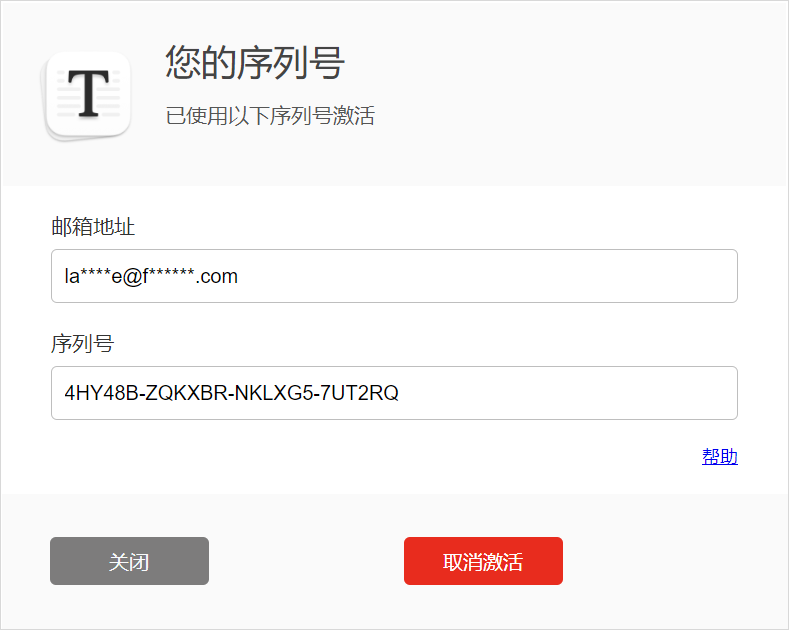 T
您的序列号
已使用以下序列号激活
邮箱地址
la****e@f******.com
序列号
4HY48B-ZQKXBR-NKLXG5-7UT2RQ
帮助
关闭
取消激活